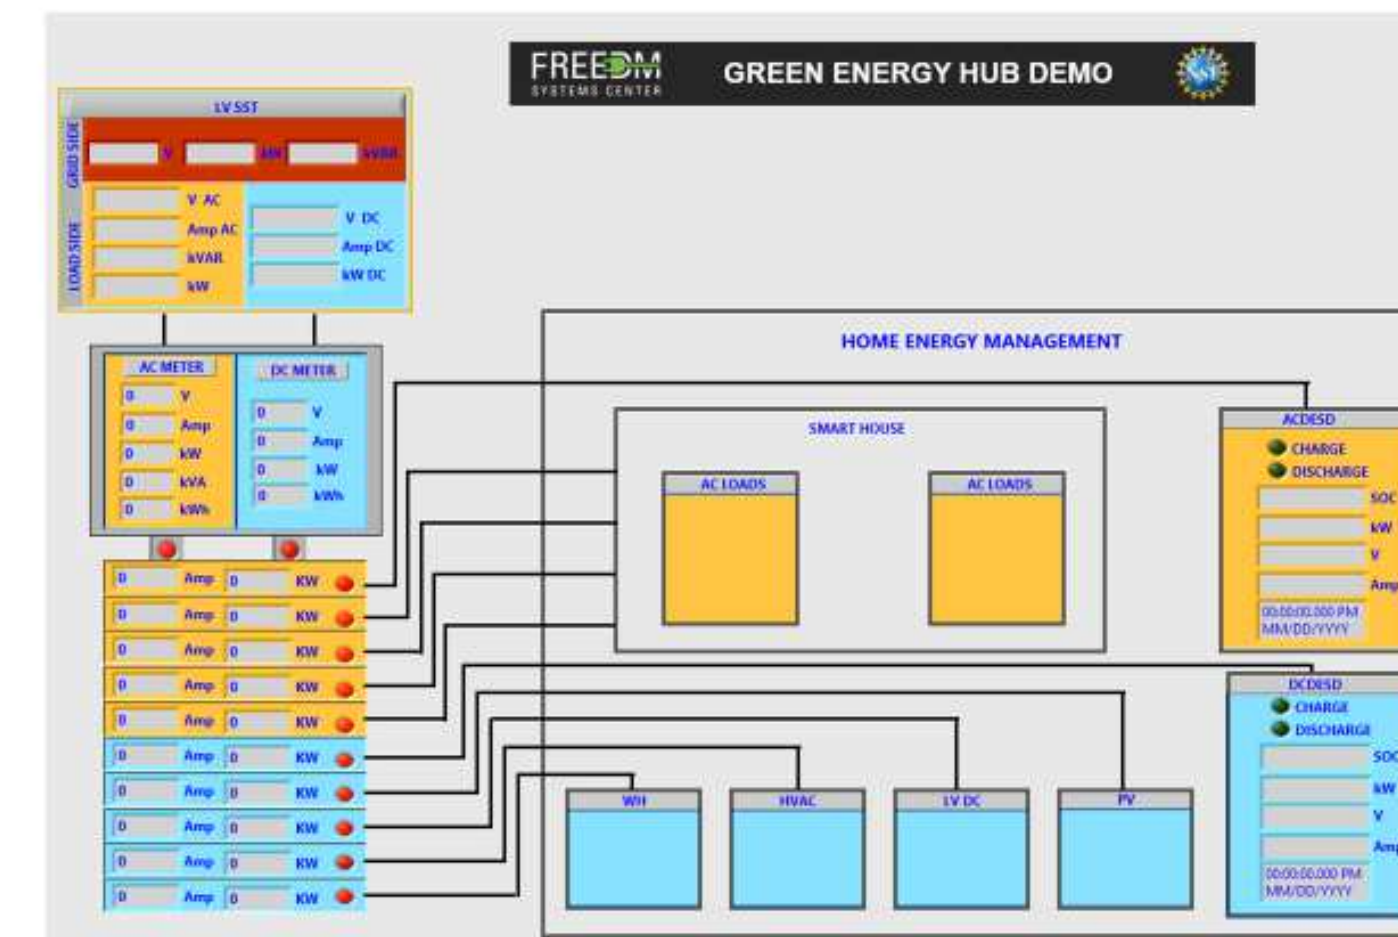 FREEDM
SYSTEMS CENTER
GREEN ENERGY HUB DEMO
NSF
LV SST
GRID SIDE
V kW kVAR
LOAD SIDE
V AC
Amp AC
kVAR
kW
V DC
Amp DC
kW DC
AC METER
0 V
0 Amp
0 kW
0 kVA
0 kWh
DC METER
0 V
0 Amp
0 kW
0 kWh
0 Amp 0 KW
0 Amp 0 KW
0 Amp 0 KW
0 Amp 0 KW
0 Amp 0 KW
0 Amp 0 KW
0 Amp 0 KW
0 Amp 0 KW
0 Amp 0 KW
0 Amp 0 KW
HOME ENERGY MANAGEMENT
SMART HOUSE
AC LOADS
AC LOADS
WH
HVAC
LV DC
PV
ACDESD
CHARGE
DISCHARGE
SOC
kW
V
Amp
00:00:00.000 PM
MM/DD/YYYY
DCDESD
CHARGE
DISCHARGE
SOC
kW
V
Amp
00:00:00.000 PM
MM/DD/YYYY